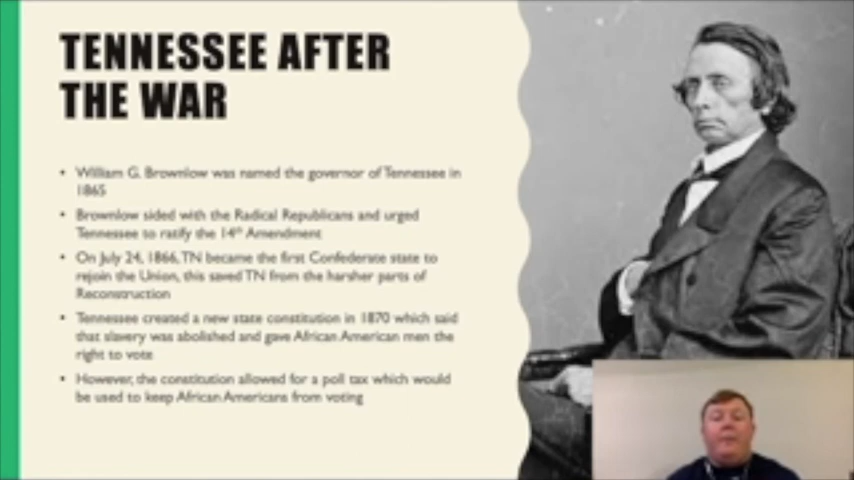 TENNESSEE AFTER
THE WAR
• William G. Brownlow was named the governor of Tennessee in
1865
• Brownlow sided with the Radical Republicans and urged
Tennessee to ratify the 14th Amendment
• On July 24, 1866, TN became the first Confederate state to
rejoin the Union, this saved TN from the harsher parts of
Reconstruction
• Tennessee created a new state constitution in 1870 which said
that slavery was abolished and gave African American men the
right to vote
• However, the constitution allowed for a poll tax which would
be used to keep African Americans from voting